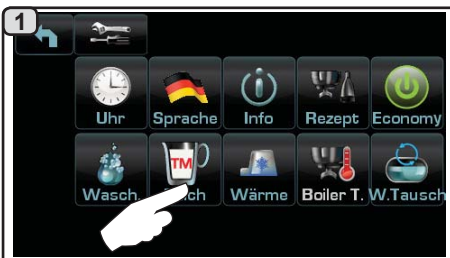 1
Uhr Sprache Info Rezept Economy
TM
Wasch. Wärme Boiler T. W.Tausch